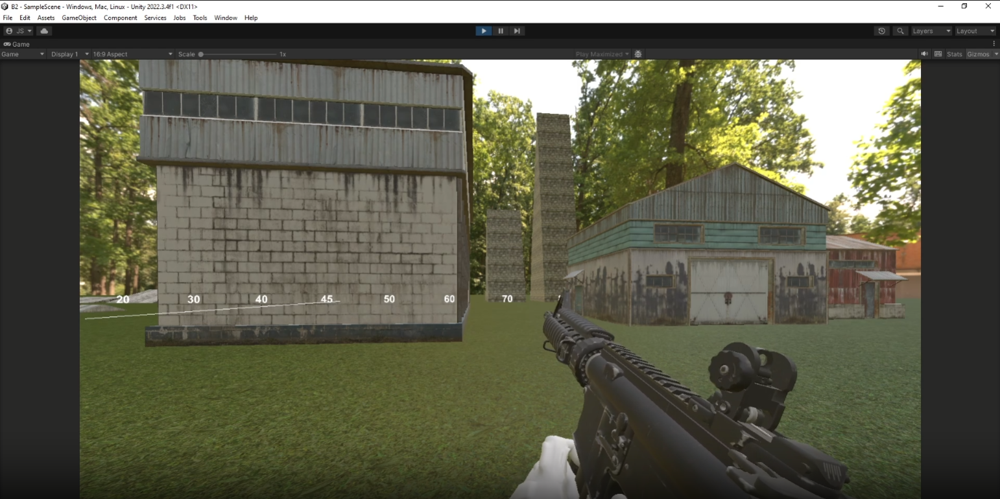 B2 - SampleScene - Windows, Mac, Linux - Unity 2022.3.4f1 <DX11>
File Edit Assets GameObject Component Services Jobs Tools Window Help
JS Layers Layout
Game
Game Display 1 16:9 Aspect Scale 1x Play Maximized Stats Gizmos
20 30 40 45 50 60 70